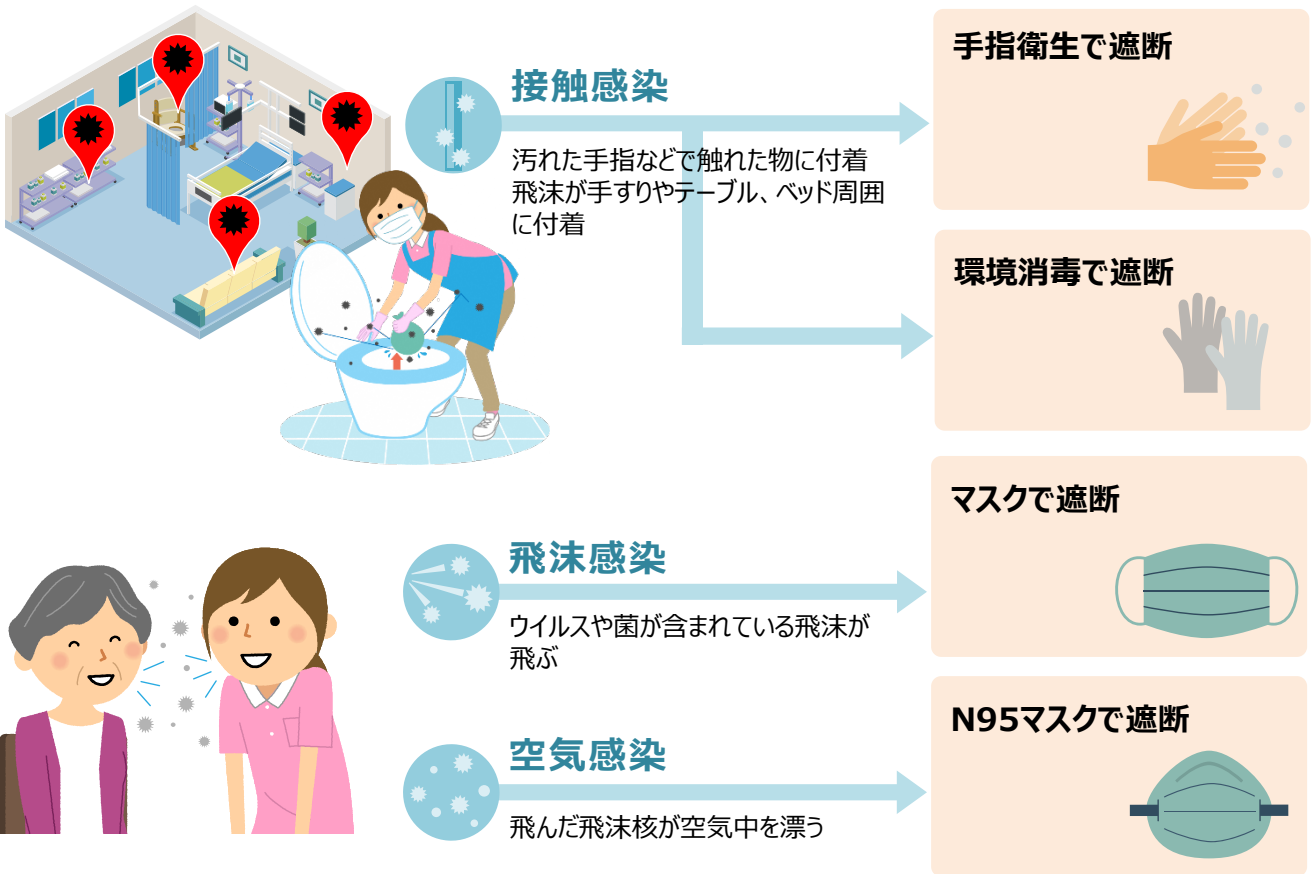 接触感染
汚れた手指などで触れた物に付着
飛沫が手すりやテーブル、ベッド周囲
に付着
手指衛生で遮断
環境消毒で遮断
飛沫感染
ウイルスや菌が含まれている飛沫が
飛ぶ
マスクで遮断
空気感染
飛んだ飛沫核が空気中を漂う
N95マスクで遮断